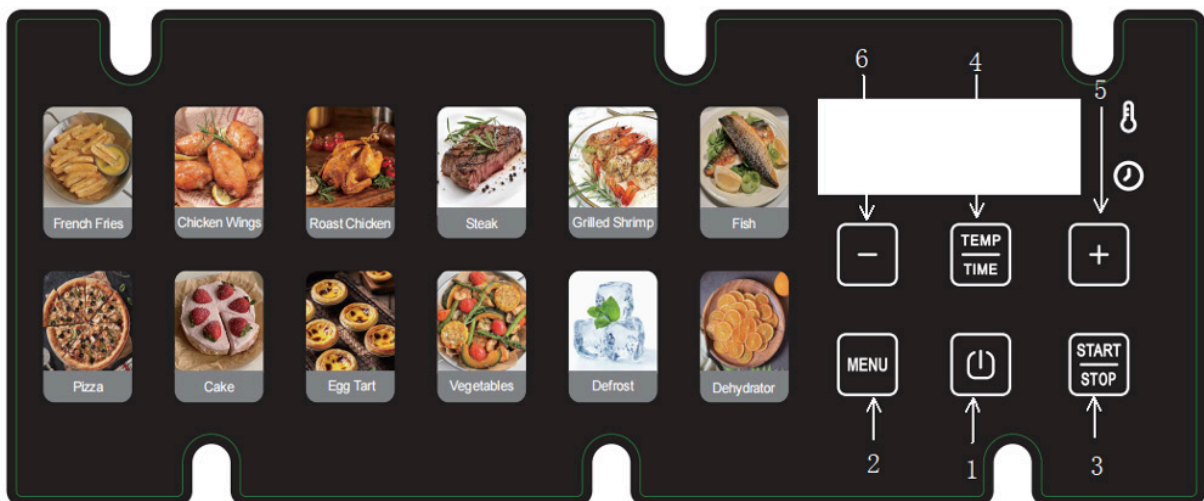 6
4
5
French Fries
Chicken Wings
Roast Chicken
Steak
Grilled Shrimp
Fish
−
TEMP
TIME
+
Pizza
Cake
Egg Tart
Vegetables
Defrost
Dehydrator
MENU
START
STOP
2
1
3